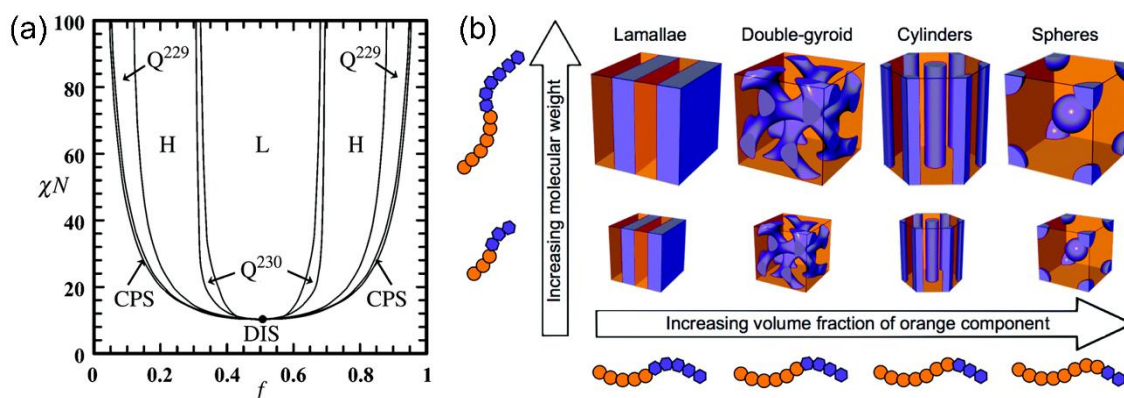 (a)
100
80
60
χN
40
20
0
Q229
Q229
H
L
H
Q230
CPS
CPS
DIS
0
0.2
0.4
0.6
0.8
1
f
(b)
Increasing molecular weight
Lamallae
Double-gyroid
Cylinders
Spheres
Increasing volume fraction of orange component